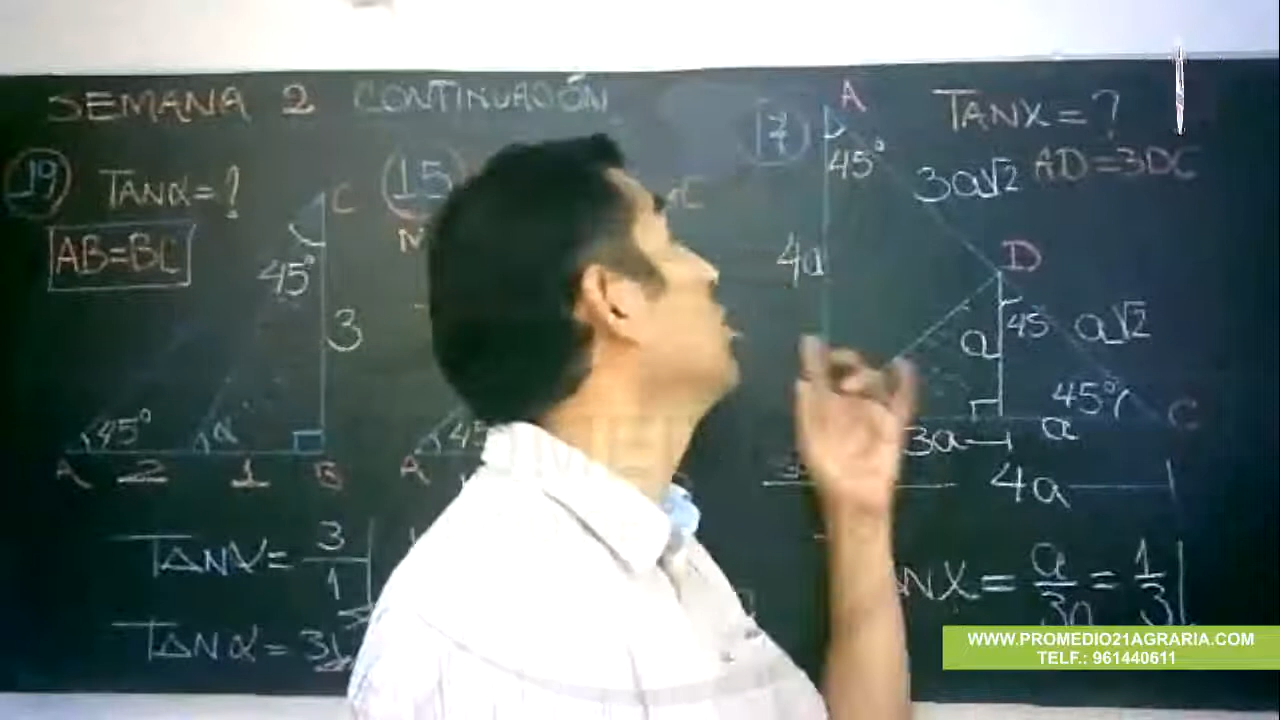 SEMANA 2 CONTINUACIÓN
19 TANα=?
AB=BC
C
45°
3
45°
α
A 2 1 B
TANα= 3/1
TANα= 3
15
M
C
45
A
17
A
TANX=?
AD=3DC
45°
3a√2
4a
D
45
a√2
a
45°
C
3a
a
4a
NX = a/3a = 1/3
WWW.PROMEDIO21AGRARIA.COM
TELF.: 961440611